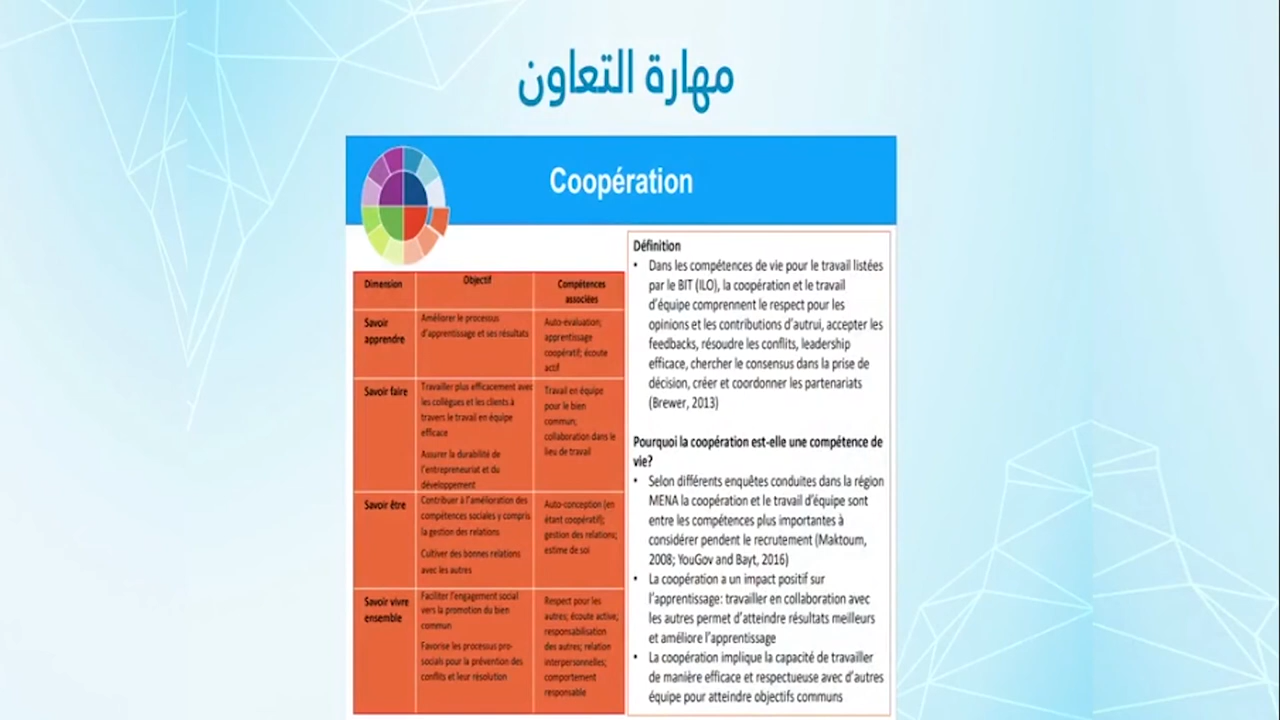 مهارة التعاون
Coopération
Dimension
Objectif
Compétences
associées
Savoir
apprendre
Améliorer le processus
d'apprentissage et ses résultats
Auto-evaluation;
apprentissage
coopératif; écoute
actif
Savoir faire
Travailler plus efficacement avec
les collègues et les clients à
travers le travail en équipe
efficace
Assurer la durabilité de
l'entrepreneuriat et du
développement
Travail en équipe
pour le bien
commun;
collaboration dans le
lieu de travail
Savoir être
Contribuer à l'amélioration des
compétences sociales y compris
la gestion des relations
Cultiver des bonnes relations
avec les autres
Auto-conception (en
étant coopératif);
gestion des relations;
estime de soi
Savoir vivre
ensemble
Faciliter l'engagement social
vers la promotion du bien
commun
Favorise les processus pro-
socials pour la prévention des
conflits et leur résolution
Respect pour les
autres; écoute active;
responsabilisation
des autres; relation
interpersonnelles;
comportement
responsable
Définition
• Dans les compétences de vie pour le travail listées
par le BIT (ILO), la coopération et le travail
d'équipe comprennent le respect pour les
opinions et les contributions d'autrui, accepter les
feedbacks, résoudre les conflits, leadership
efficace, chercher le consensus dans la prise de
décision, créer et coordonner les partenariats
(Brewer, 2013)
Pourquoi la coopération est-elle une compétence de
vie?
• Selon différents enquêtes conduites dans la région
MENA la coopération et le travail d'équipe sont
entre les compétences plus importantes à
considérer pendent le recrutement (Maktoum,
2008; YouGov and Bayt, 2016)
• La coopération a un impact positif sur
l'apprentissage: travailler en collaboration avec
les autres permet d'atteindre résultats meilleurs
et améliore l'apprentissage
• La coopération implique la capacité de travailler
de manière efficace et respectueuse avec d'autres
équipe pour atteindre objectifs communs